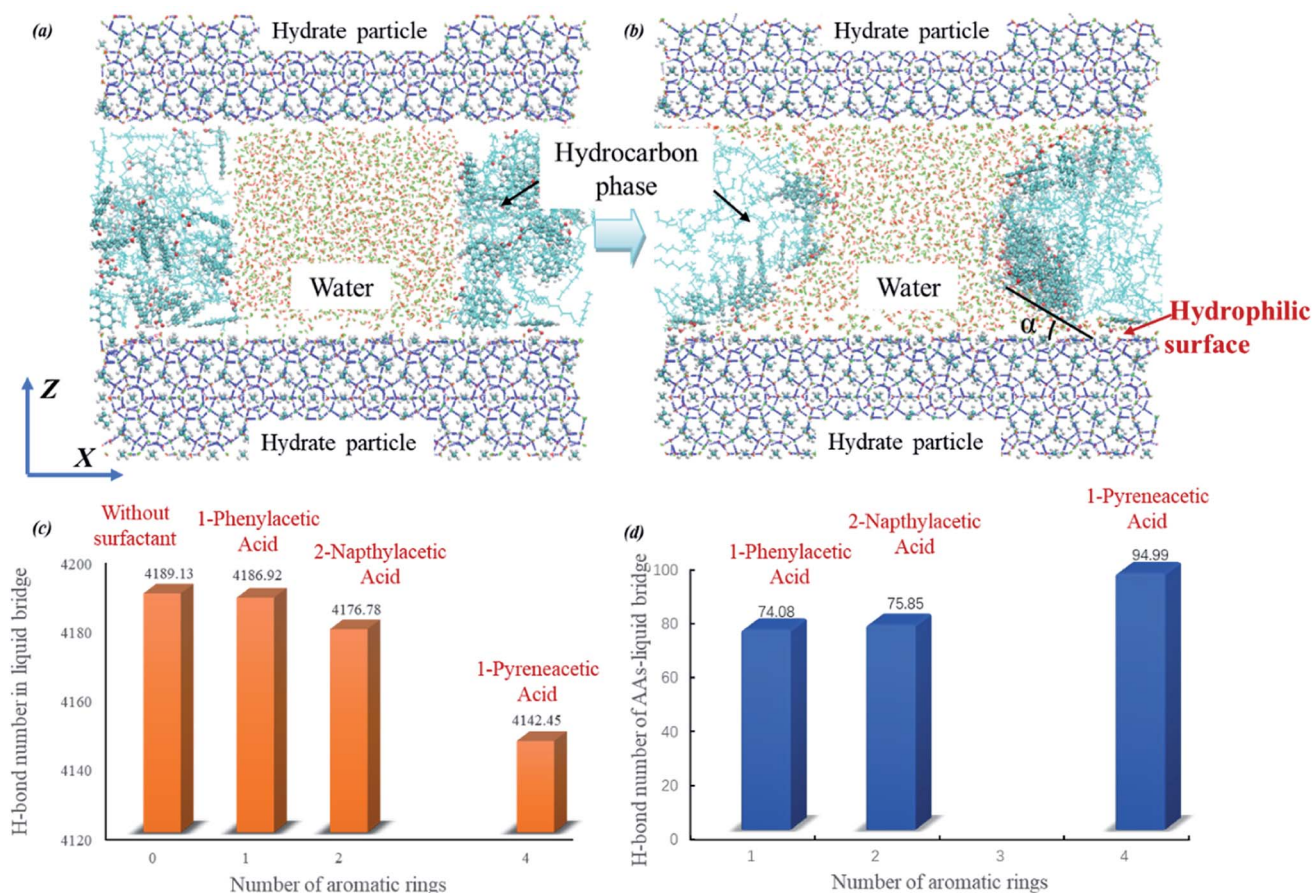 (a)
Hydrate particle
Hydrocarbon
phase
Water
Hydrate particle
Z
X
(b)
Hydrate particle
Water
α
Hydrophilic
surface
Hydrate particle
(c)
Without
surfactant
1-Phenylacetic
Acid
2-Napthylacetic
Acid
1-Pyreneacetic
Acid
4189.13
4186.92
4176.78
4142.45
H-bond number in liquid bridge
4200
4180
4160
4140
4120
0
1
2
4
Number of aromatic rings
(d)
1-Phenylacetic
Acid
2-Napthylacetic
Acid
1-Pyreneacetic
Acid
74.08
75.85
94.99
H-bond number of AAs-liquid bridge
100
80
60
40
20
0
1
2
3
4
Number of aromatic rings